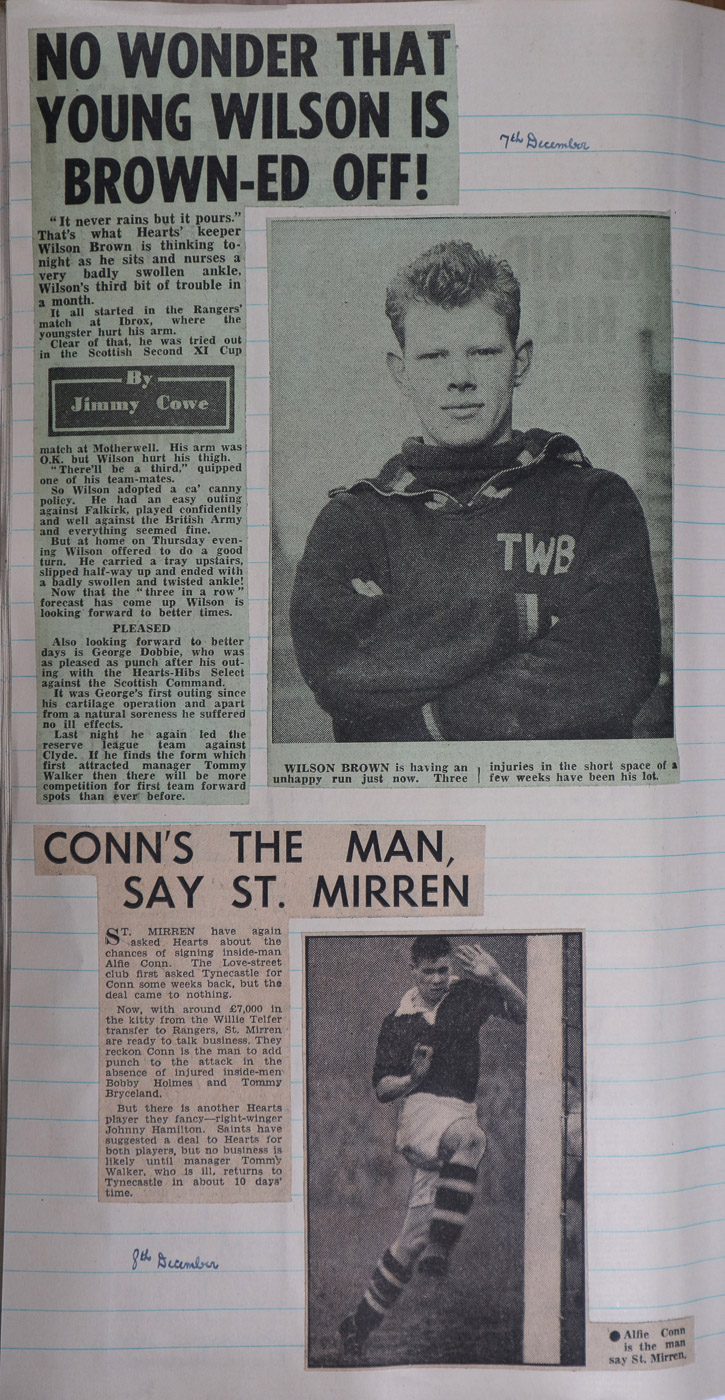 NO WONDER THAT
YOUNG WILSON IS
BROWN-ED OFF!
7th December
"It never rains but it pours."
That's what Hearts' keeper
Wilson Brown is thinking to-
night as he sits and nurses a
very badly swollen ankle,
Wilson's third bit of trouble in
a month.
It all started in the Rangers'
match at Ibrox, where the
youngster hurt his arm.
Clear of that, he was tried out
in the Scottish Second XI Cup
By
Jimmy Cowe
match at Motherwell. His arm was
O.K. but Wilson hurt his thigh.
"There'll be a third," quipped
one of his team-mates.
So Wilson adopted a ca' canny
policy. He had an easy outing
against Falkirk, played confidently
and well against the British Army
and everything seemed fine.
But at home on Thursday even-
ing Wilson offered to do a good
turn. He carried a tray upstairs,
slipped half-way up and ended with
a badly swollen and twisted ankle!
Now that the "three in a row"
forecast has come up Wilson is
looking forward to better times.
PLEASED
Also looking forward to better
days is George Dobbie, who was
as pleased as punch after his out-
ing with the Hearts-Hibs Select
against the Scottish Command.
It was George's first outing since
his cartilage operation and apart
from a natural soreness he suffered
no ill effects.
Last night he again led the
reserve league team against
Clyde. If he finds the form which
first attracted manager Tommy
Walker then there will be more
competition for first team forward
spots than ever before.
TWB
WILSON BROWN is having an
unhappy run just now. Three
injuries in the short space of a
few weeks have been his lot.
CONN'S THE MAN,
SAY ST. MIRREN
ST. MIRREN have again
asked Hearts about the
chances of signing inside-man
Alfie Conn. The Love-street
club first asked Tynecastle for
Conn some weeks back, but the
deal came to nothing.
Now, with around £7,000 in
the kitty from the Willie Telfer
transfer to Rangers, St. Mirren
are ready to talk business. They
reckon Conn is the man to add
punch to the attack in the
absence of injured inside-men
Bobby Holmes and Tommy
Bryceland.
But there is another Hearts
player they fancy—right-winger
Johnny Hamilton. Saints have
suggested a deal to Hearts for
both players, but no business is
likely until manager Tommy
Walker, who is ill, returns to
Tynecastle in about 10 days'
time.
8th December
● Alfie Conn
is the man
say St. Mirren.